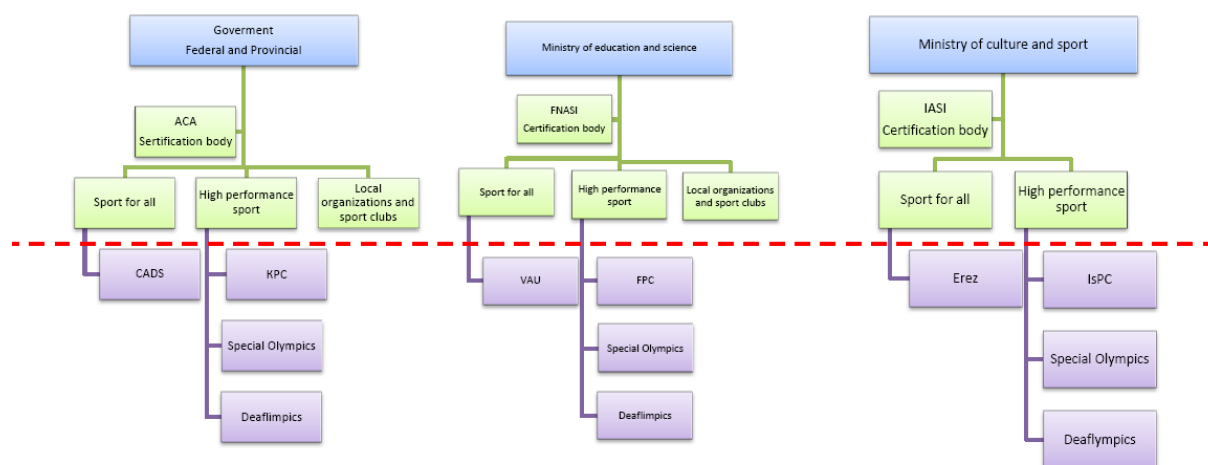 Goverment
Federal and Provincial
ACA
Sertification body
Sport for all
High performance
sport
Local
organizations and
sport clubs
CADS
KPC
Special Olympics
Deaflimpics
Ministry of education and science
FNASI
Certification body
Sport for all
High performance
sport
Local organizations
and sport clubs
VAU
FPC
Special Olympics
Deaflimpics
Ministry of culture and sport
IASI
Certification body
Sport for all
High performance
sport
Erez
IsPC
Special Olympics
Deaflympics